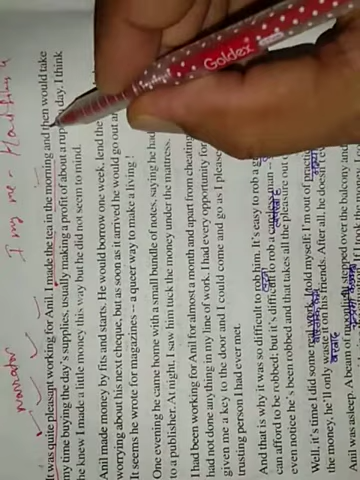 narrator
I my me - Hari
It was quite pleasant working for Anil. I made the tea in the morning and then would take
my time buying the day's supplies, usually making a profit of about a rupee a day. I think
he knew I made a little money this way but he did not seem to mind.
Anil made money by fits and starts. He would borrow one week, lend the
worrying about his next cheque, but as soon as it arrived he would go out an
It seems he wrote for magazines — a queer way to make a living!
One evening he came home with a small bundle of notes, saying he had
to a publisher. At night, I saw him tuck the money under the mattress.
I had been working for Anil for almost a month and apart from cheating
had not done anything in my line of work. I had every opportunity for
given me a key to the door and I could come and go as I please
trusting person I had ever met.
And that is why it was so difficult to rob him. It's easy to rob a g
can afford to be robbed; but it's difficult to rob a careless man —
even notice he's been robbed and that takes all the pleasure out o
Well, it's time I did some real work, I told myself; I'm out of practic
the money, he'll only waste it on his friends. After all, he doesn't e
Anil was asleep. A beam of moonlight stepped over the balcony and
Goldex